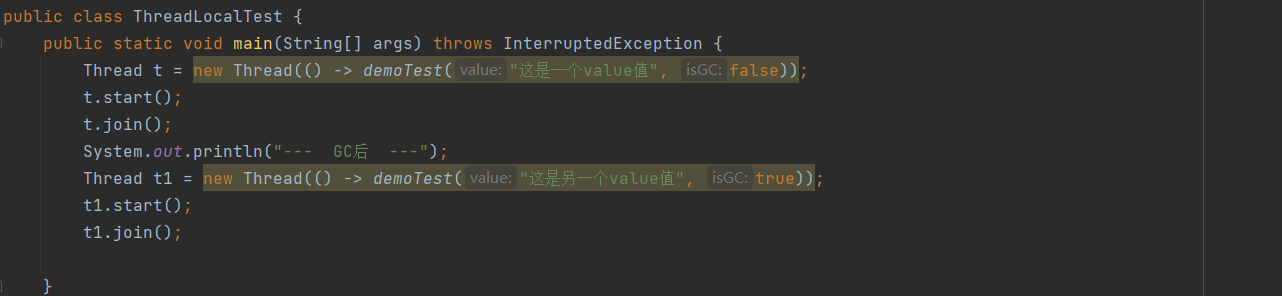 public class ThreadLocalTest {
public static void main(String[] args) throws InterruptedException {
Thread t = new Thread(() -> demoTest( value: "这是一个value值", isGC: false));
t.start();
t.join();
System.out.println("---  GC后  ---");
Thread t1 = new Thread(() -> demoTest( value: "这是另一个value值", isGC: true));
t1.start();
t1.join();
}